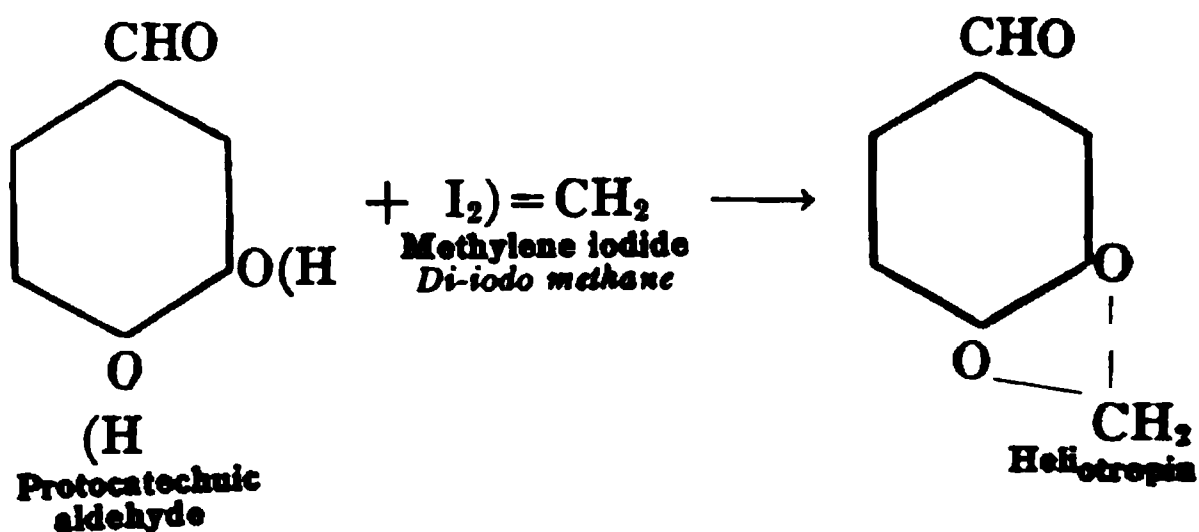 CHO
O(H
O
(H
Protocatechuic
aldehyde
+ I₂)=CH₂
Methylene iodide
Di-iodo methane
CHO
O
O
CH₂
Heliotropin